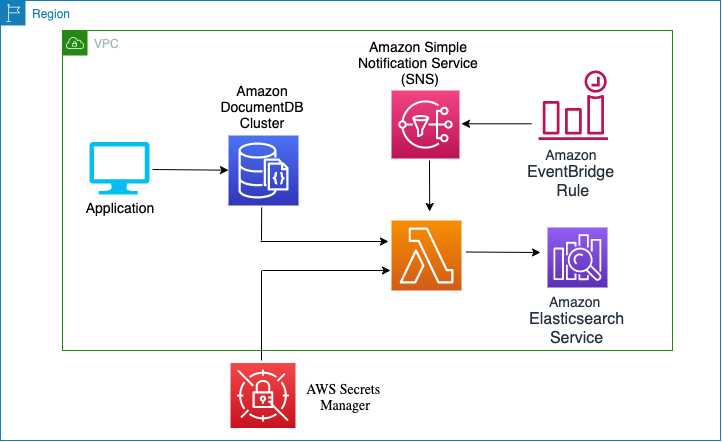 Region
VPC
Amazon Simple
Notification Service
(SNS)
Amazon
DocumentDB
Cluster
Application
Amazon
EventBridge
Rule
Amazon
Elasticsearch
Service
AWS Secrets
Manager